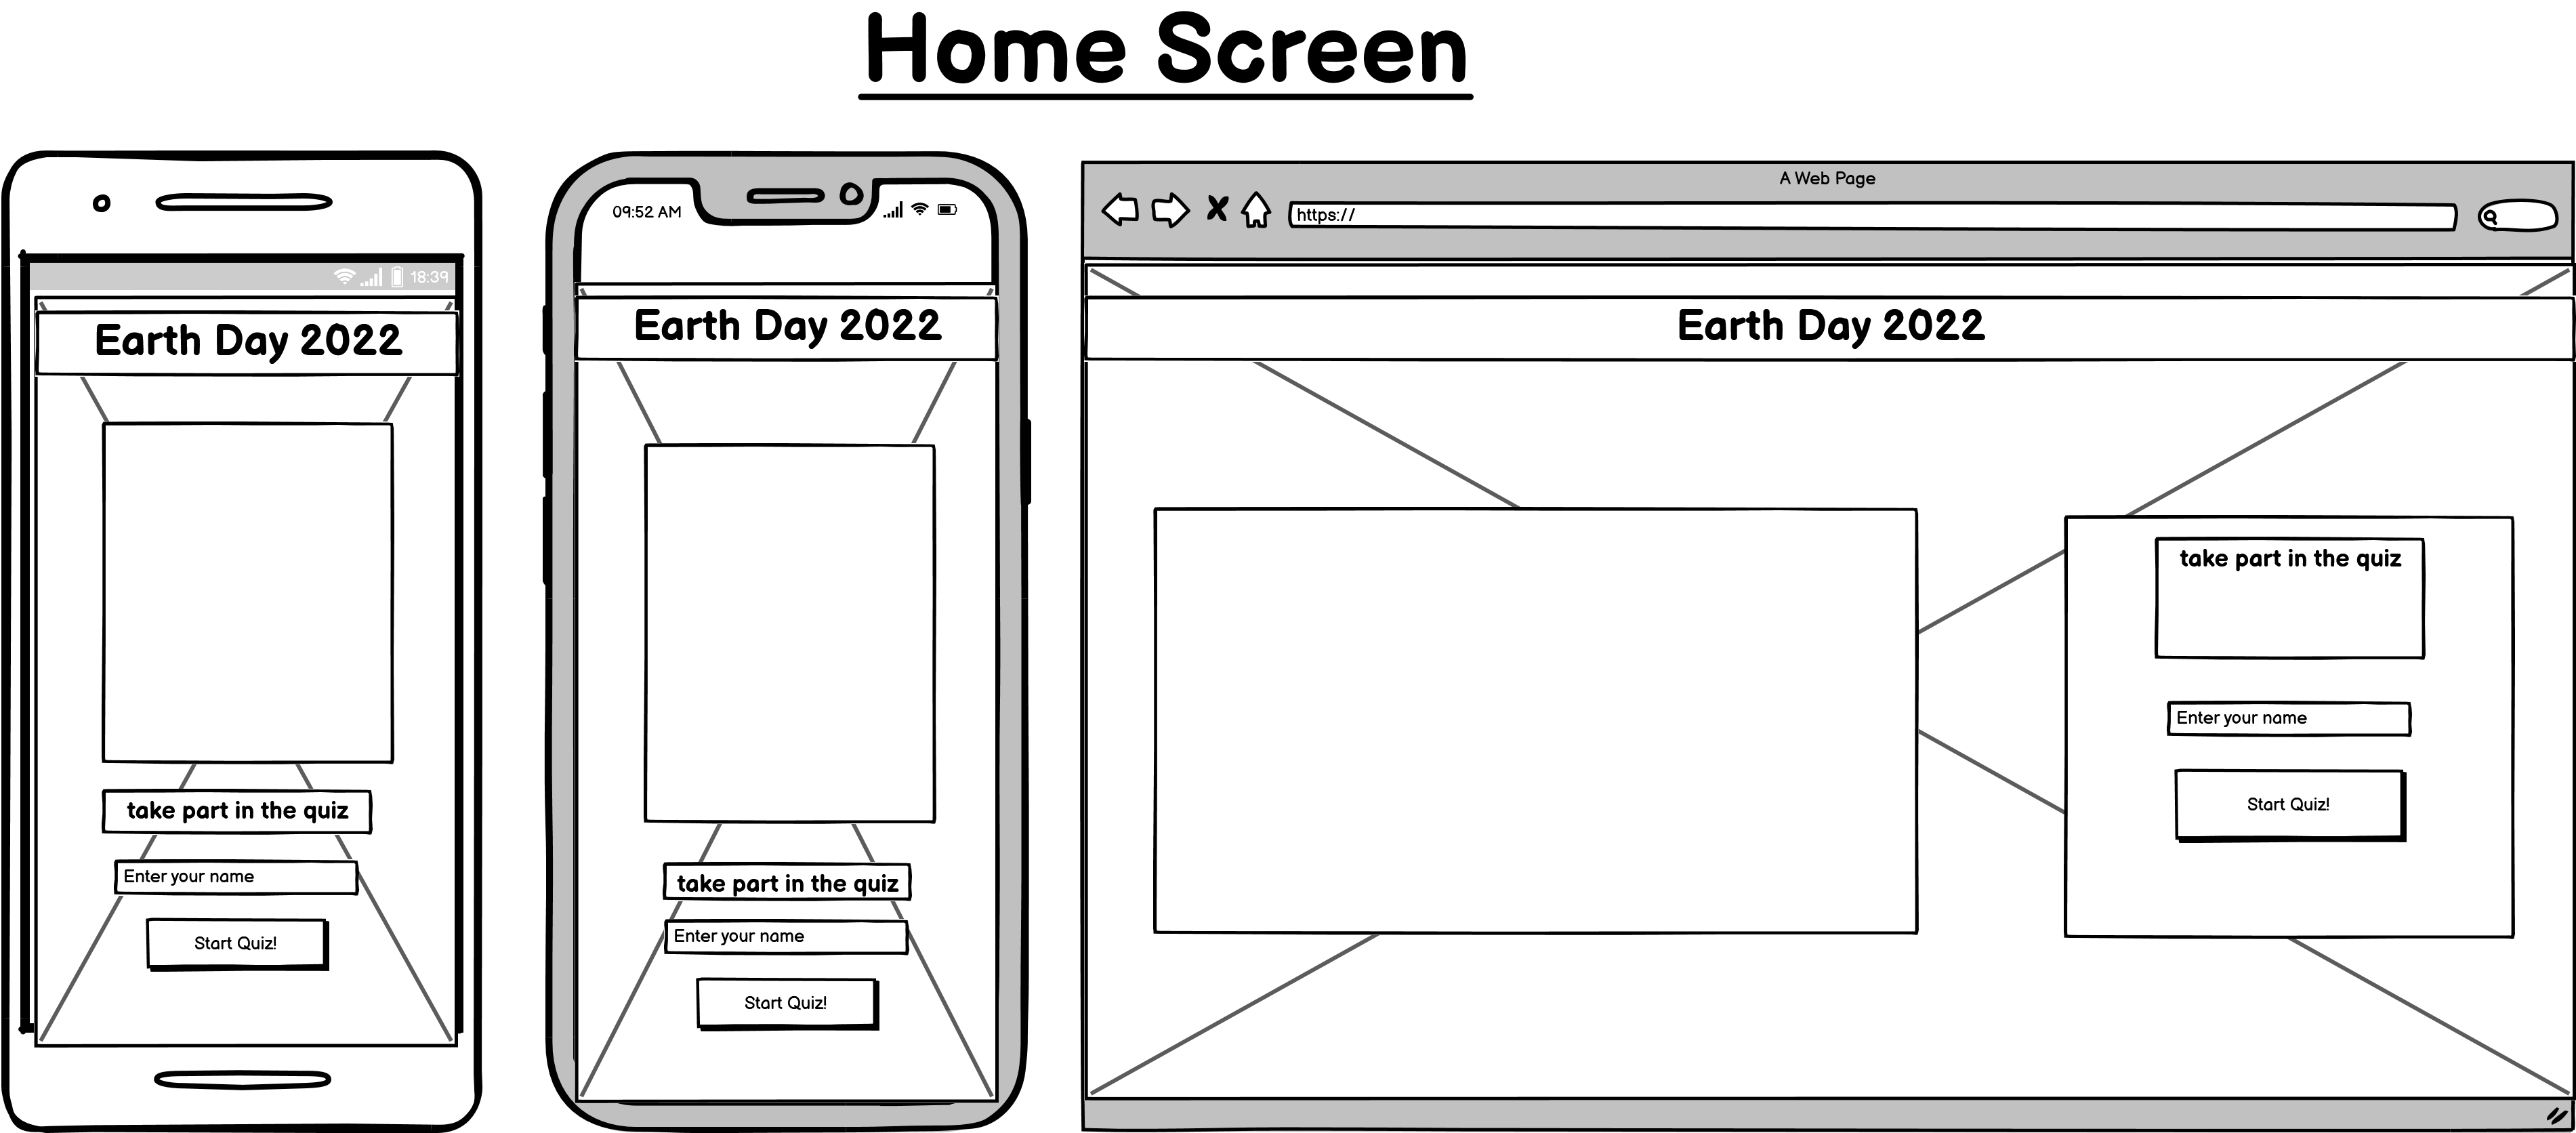 Home Screen
18:39
Earth Day 2022
take part in the quiz
Enter your name
Start Quiz!
09:52 AM
Earth Day 2022
take part in the quiz
Enter your name
Start Quiz!
A Web Page
https://
Earth Day 2022
take part in the quiz
Enter your name
Start Quiz!